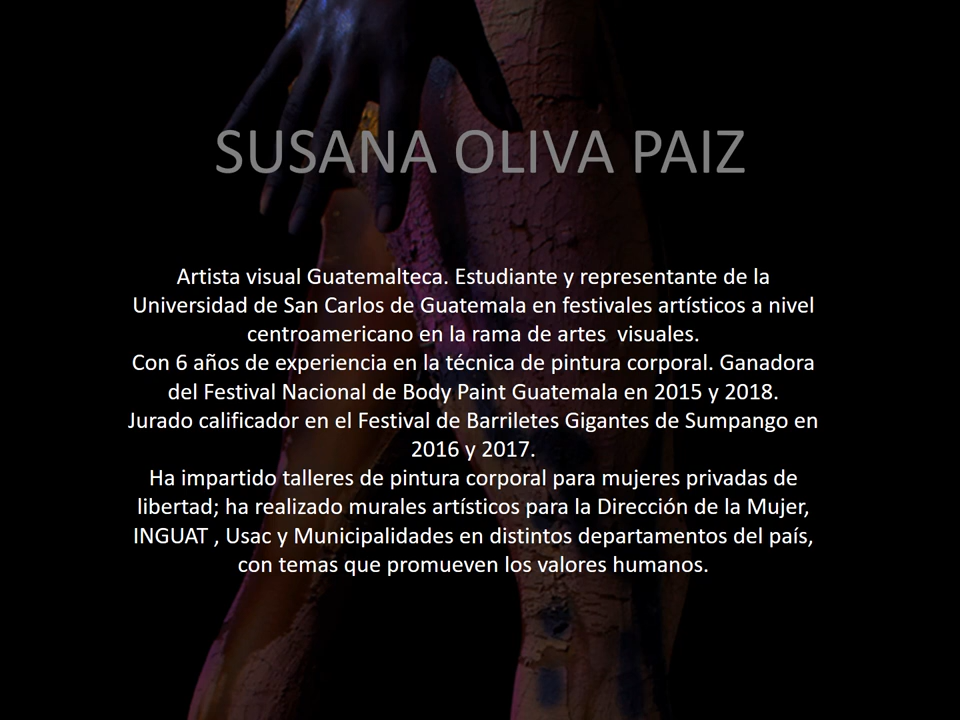 SUSANA OLIVA PAIZ
Artista visual Guatemalteca. Estudiante y representante de la
Universidad de San Carlos de Guatemala en festivales artísticos a nivel
centroamericano en la rama de artes  visuales.
Con 6 años de experiencia en la técnica de pintura corporal. Ganadora
del Festival Nacional de Body Paint Guatemala en 2015 y 2018.
Jurado calificador en el Festival de Barriletes Gigantes de Sumpango en
2016 y 2017.
Ha impartido talleres de pintura corporal para mujeres privadas de
libertad; ha realizado murales artísticos para la Dirección de la Mujer,
INGUAT , Usac y Municipalidades en distintos departamentos del país,
con temas que promueven los valores humanos.